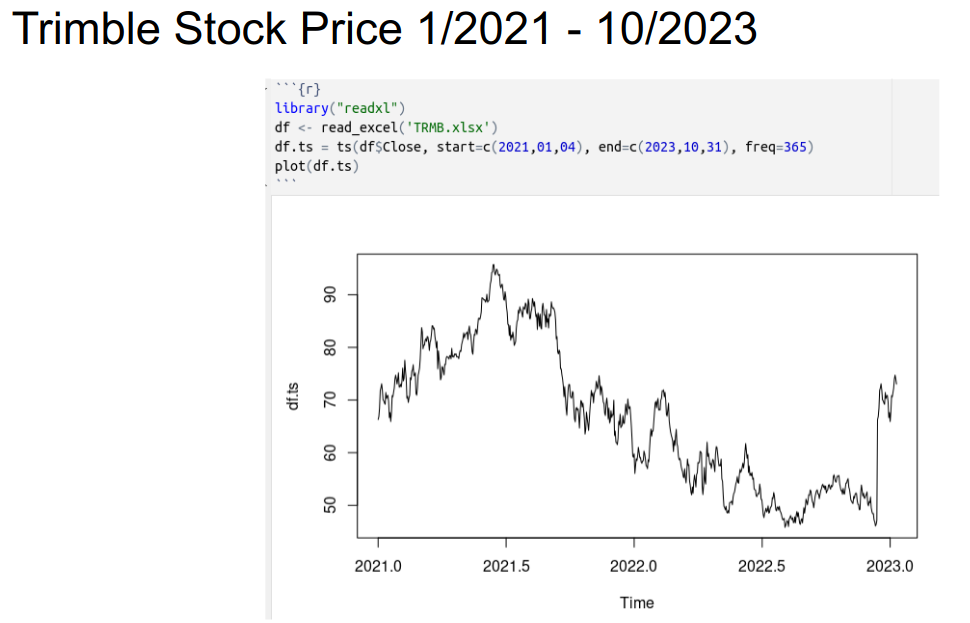 Trimble Stock Price 1/2021 - 10/2023
```{r}
library("readxl")
df <- read_excel('TRMB.xlsx')
df.ts = ts(df$Close, start=c(2021,01,04), end=c(2023,10,31), freq=365)
plot(df.ts)
```
90
80
70
60
50
df.ts
2021.0 2021.5 2022.0 2022.5 2023.0
Time